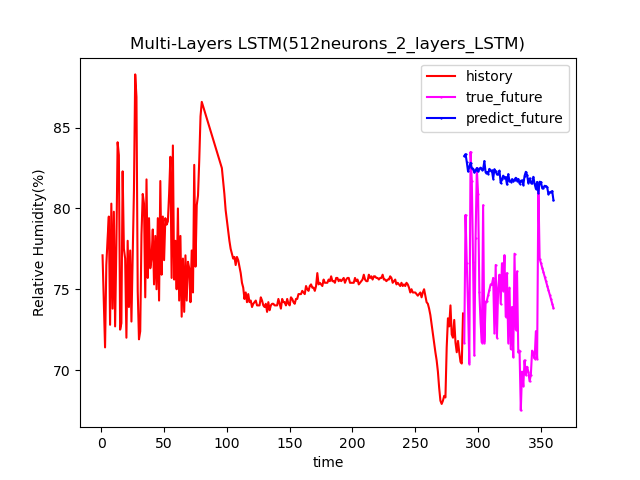 Multi-Layers LSTM(512neurons_2_layers_LSTM)
history
true_future
predict_future
Relative Humidity(%)
85
80
75
70
0
50
100
150
200
250
300
350
time